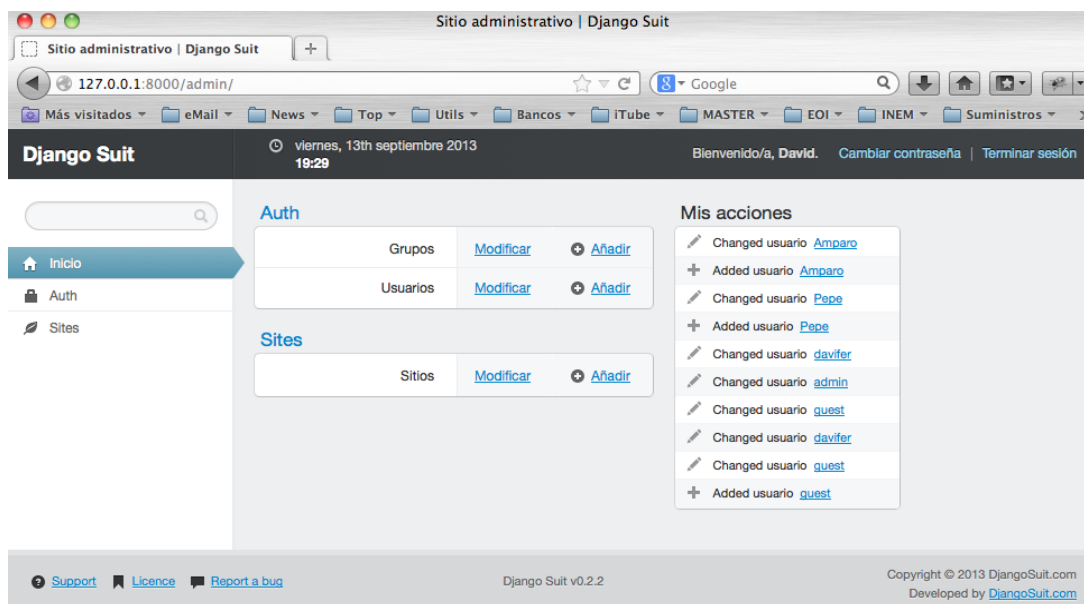 Sitio administrativo | Django Suit
Sitio administrativo | Django Suit
127.0.0.1:8000/admin/
Google
Más visitados eMail News Top Utils Bancos iTube MASTER EOI INEM Suministros
Django Suit
viernes, 13th septiembre 2013
19:29
Bienvenido/a, David. Cambiar contraseña | Terminar sesión
Inicio
Auth
Sites
Auth
Grupos Modificar Añadir
Usuarios Modificar Añadir
Sites
Sitios Modificar Añadir
Mis acciones
Changed usuario Amparo
Added usuario Amparo
Changed usuario Pepe
Added usuario Pepe
Changed usuario davifer
Changed usuario admin
Changed usuario guest
Changed usuario davifer
Changed usuario guest
Added usuario guest
Support Licence Report a bug
Django Suit v0.2.2
Copyright © 2013 DjangoSuit.com
Developed by DjangoSuit.com